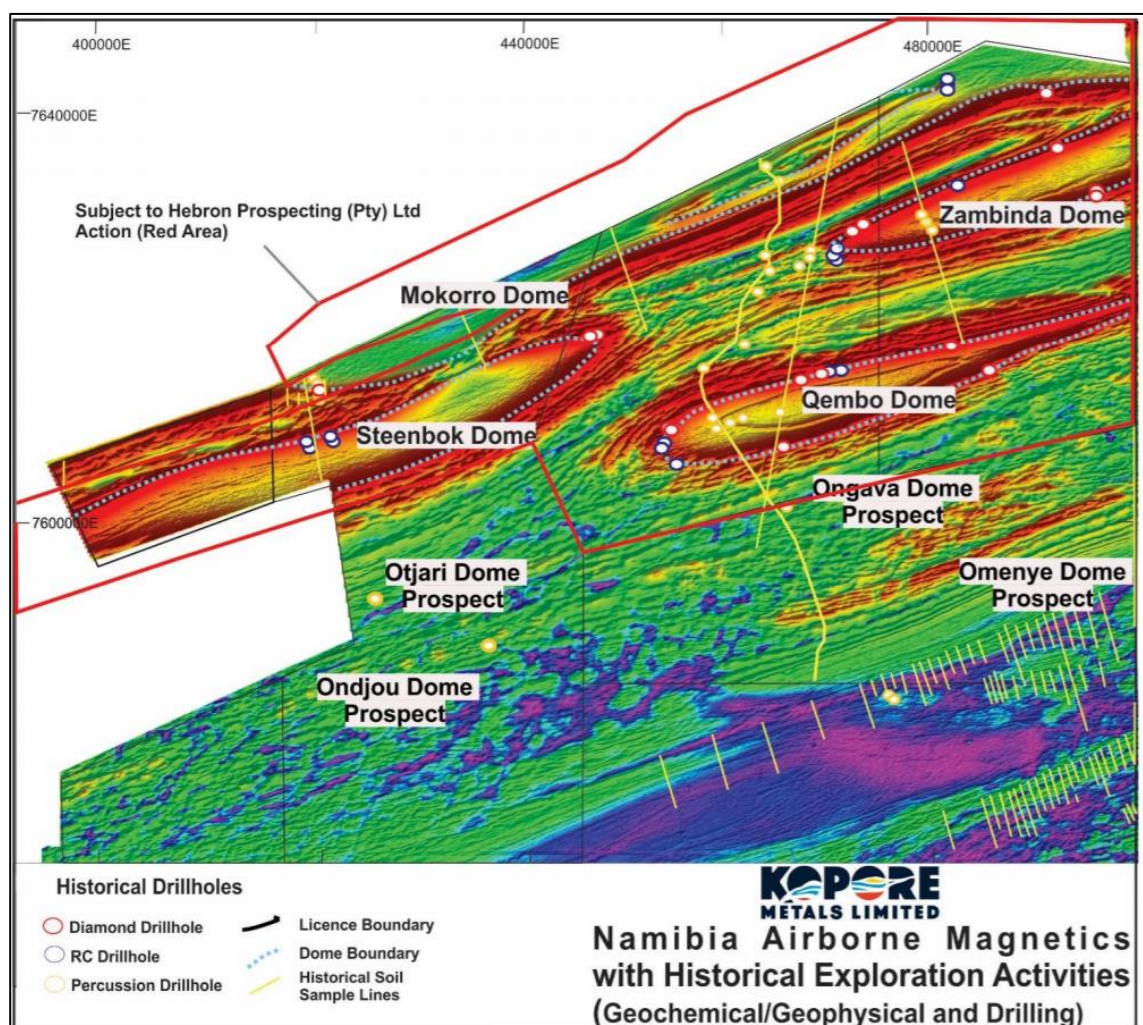 400000E
440000E
480000E
7640000E
Subject to Hebron Prospecting (Pty) Ltd
Action (Red Area)
Zambinda Dome
Mokorro Dome
Qembo Dome
Steenbok Dome
Ongava Dome
Prospect
7600000E
Otjari Dome
Prospect
Omenye Dome
Prospect
Ondjou Dome
Prospect
Historical Drillholes
Diamond Drillhole
RC Drillhole
Percussion Drillhole
Licence Boundary
Dome Boundary
Historical Soil
Sample Lines
KOPORE
METALS LIMITED
Namibia Airborne Magnetics
with Historical Exploration Activities
(Geochemical/Geophysical and Drilling)